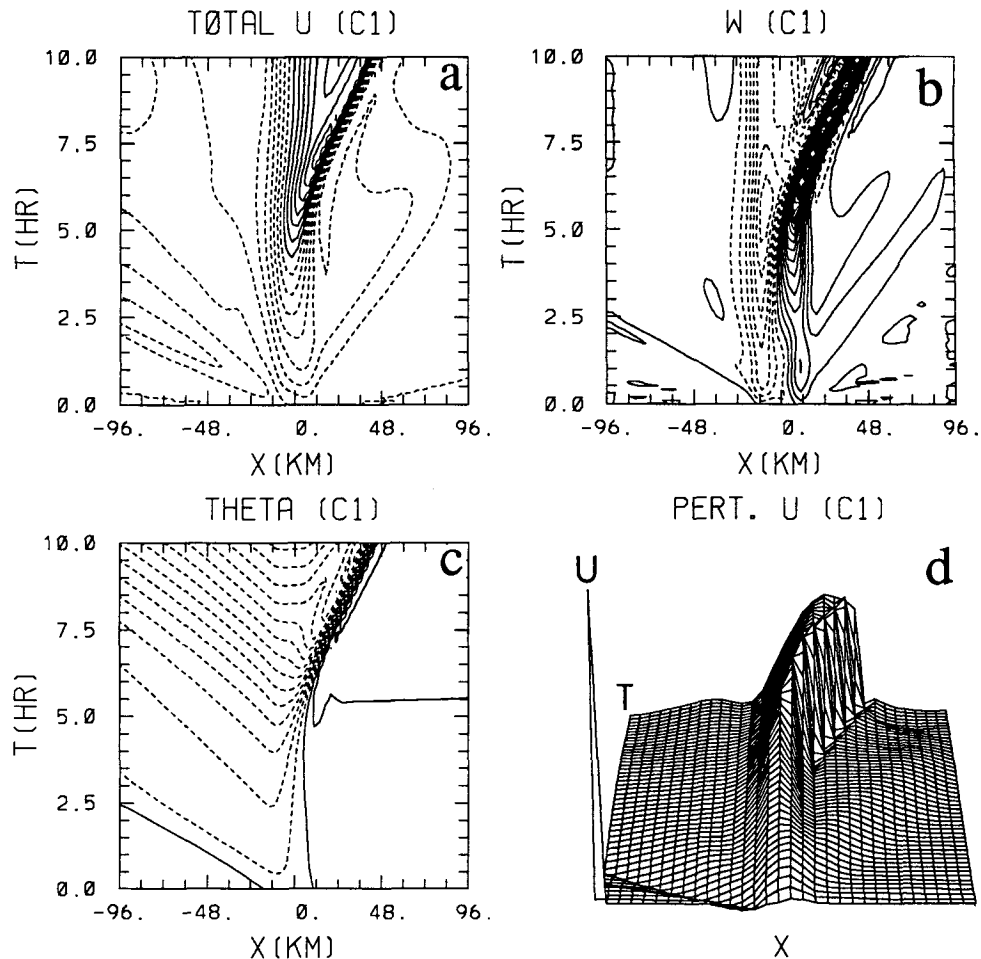 TØTAL U (C1)
a
T(HR)
10.0
7.5
5.0
2.5
0.0
-96. -48. 0. 48. 96.
X(KM)
W (C1)
b
T(HR)
10.0
7.5
5.0
2.5
0.0
-96. -48. 0. 48. 96.
X(KM)
THETA (C1)
c
T(HR)
10.0
7.5
5.0
2.5
0.0
-96. -48. 0. 48. 96.
X(KM)
PERT. U (C1)
d
U
T
X